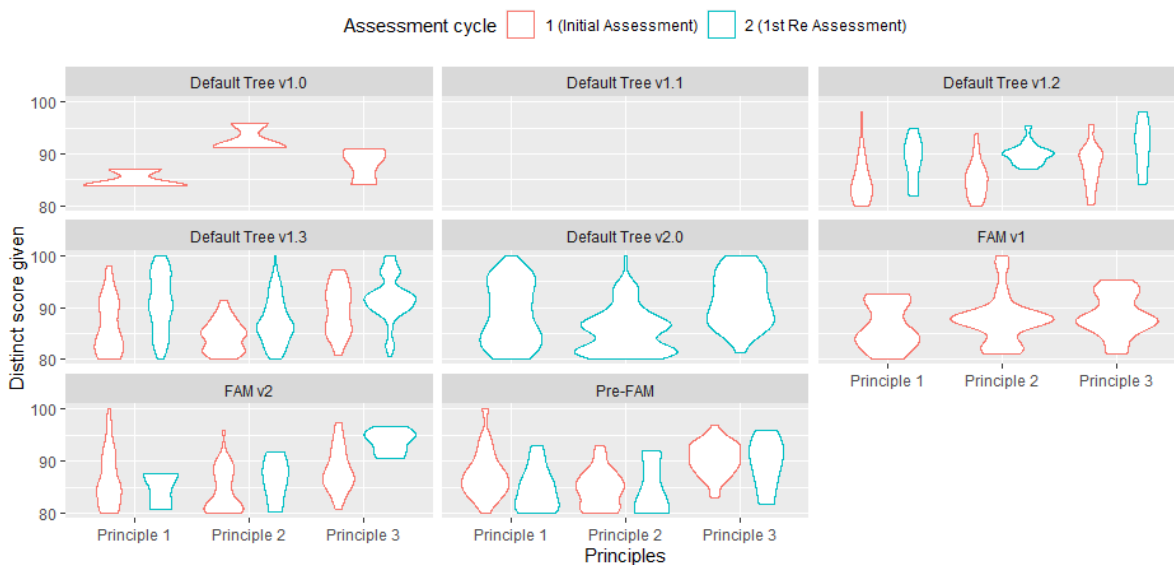 Assessment cycle 1 (Initial Assessment) 2 (1st Re Assessment)
Default Tree v1.0 Default Tree v1.1 Default Tree v1.2
100
90
80
Default Tree v1.3 Default Tree v2.0 FAM v1
100
90
80
Distinct score given
Principle 1 Principle 2 Principle 3
FAM v2 Pre-FAM
100
90
80
Principle 1 Principle 2 Principle 3 Principle 1 Principle 2 Principle 3
Principles